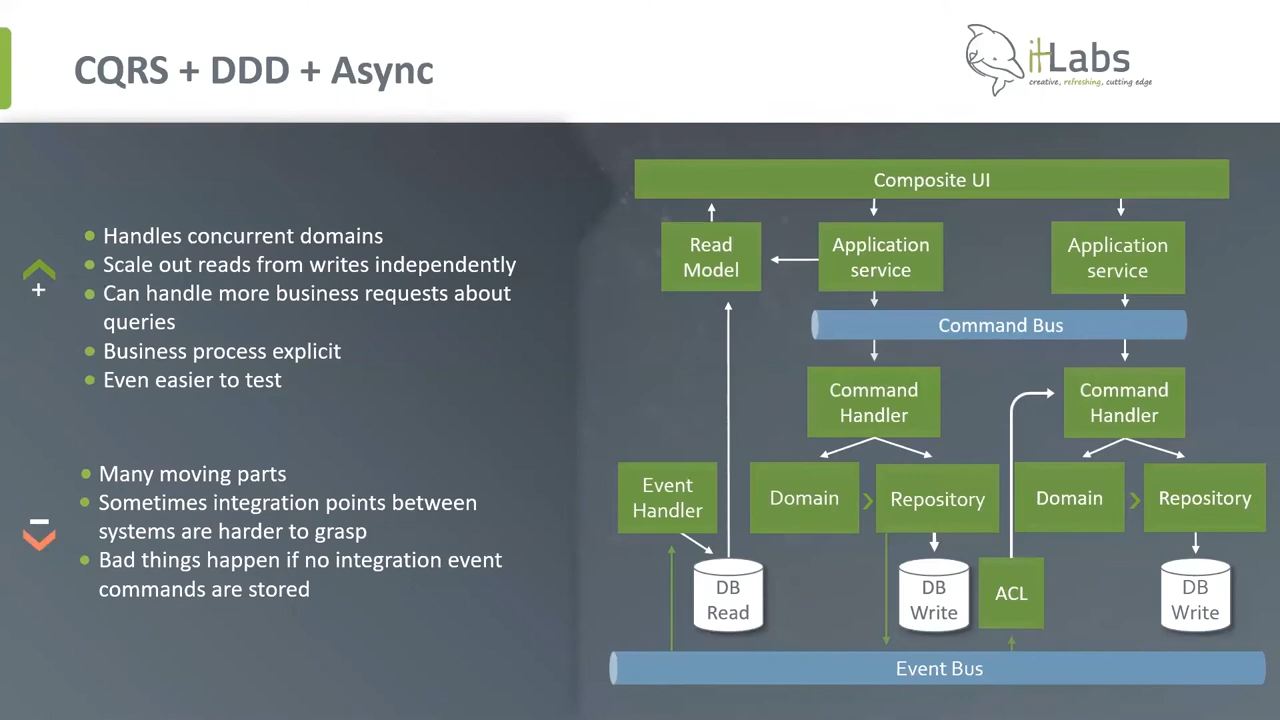 CQRS + DDD + Async
itLabs
creative, refreshing, cutting edge
+
Handles concurrent domains
Scale out reads from writes independently
Can handle more business requests about
queries
Business process explicit
Even easier to test
Many moving parts
Sometimes integration points between
systems are harder to grasp
Bad things happen if no integration event
commands are stored
Composite UI
Read
Model
Application
service
Application
service
Command Bus
Command
Handler
Command
Handler
Event
Handler
Domain
Repository
Domain
Repository
DB
Read
DB
Write
ACL
DB
Write
Event Bus